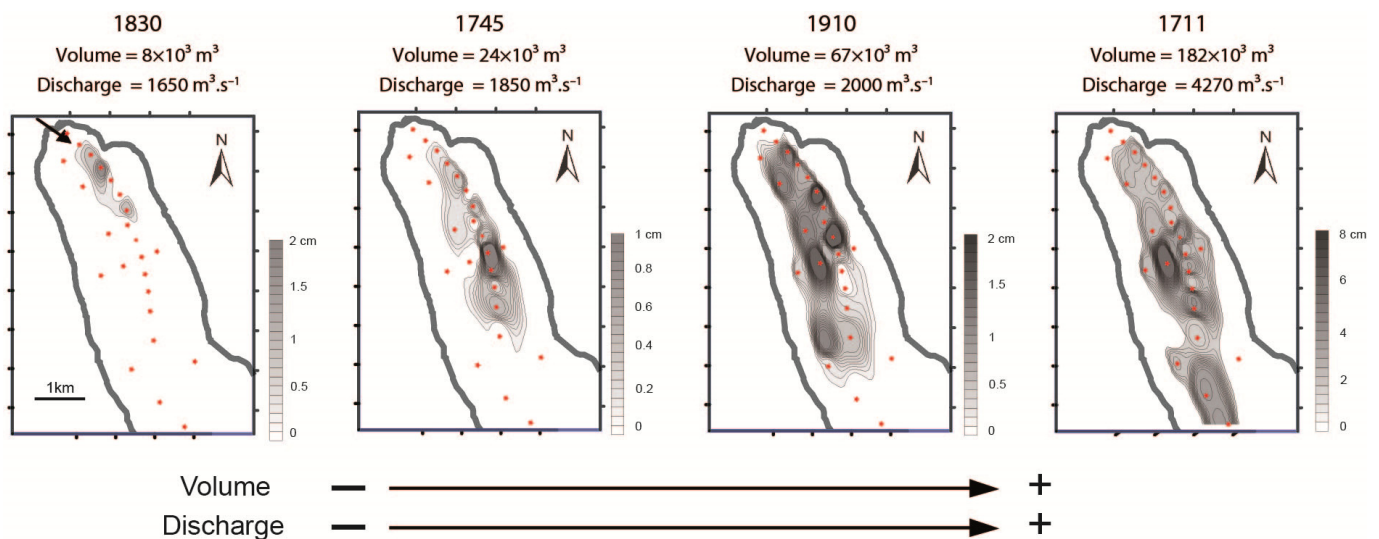 1830
Volume = 8×10³ m³
Discharge = 1650 m³.s⁻¹
N
2 cm
1.5
1
0.5
0
1km
1745
Volume = 24×10³ m³
Discharge = 1850 m³.s⁻¹
N
1 cm
0.8
0.6
0.4
0.2
0
1910
Volume = 67×10³ m³
Discharge = 2000 m³.s⁻¹
N
2 cm
1.5
1
0.5
0
1711
Volume = 182×10³ m³
Discharge = 4270 m³.s⁻¹
N
8 cm
6
4
2
0
Volume − +
Discharge − +